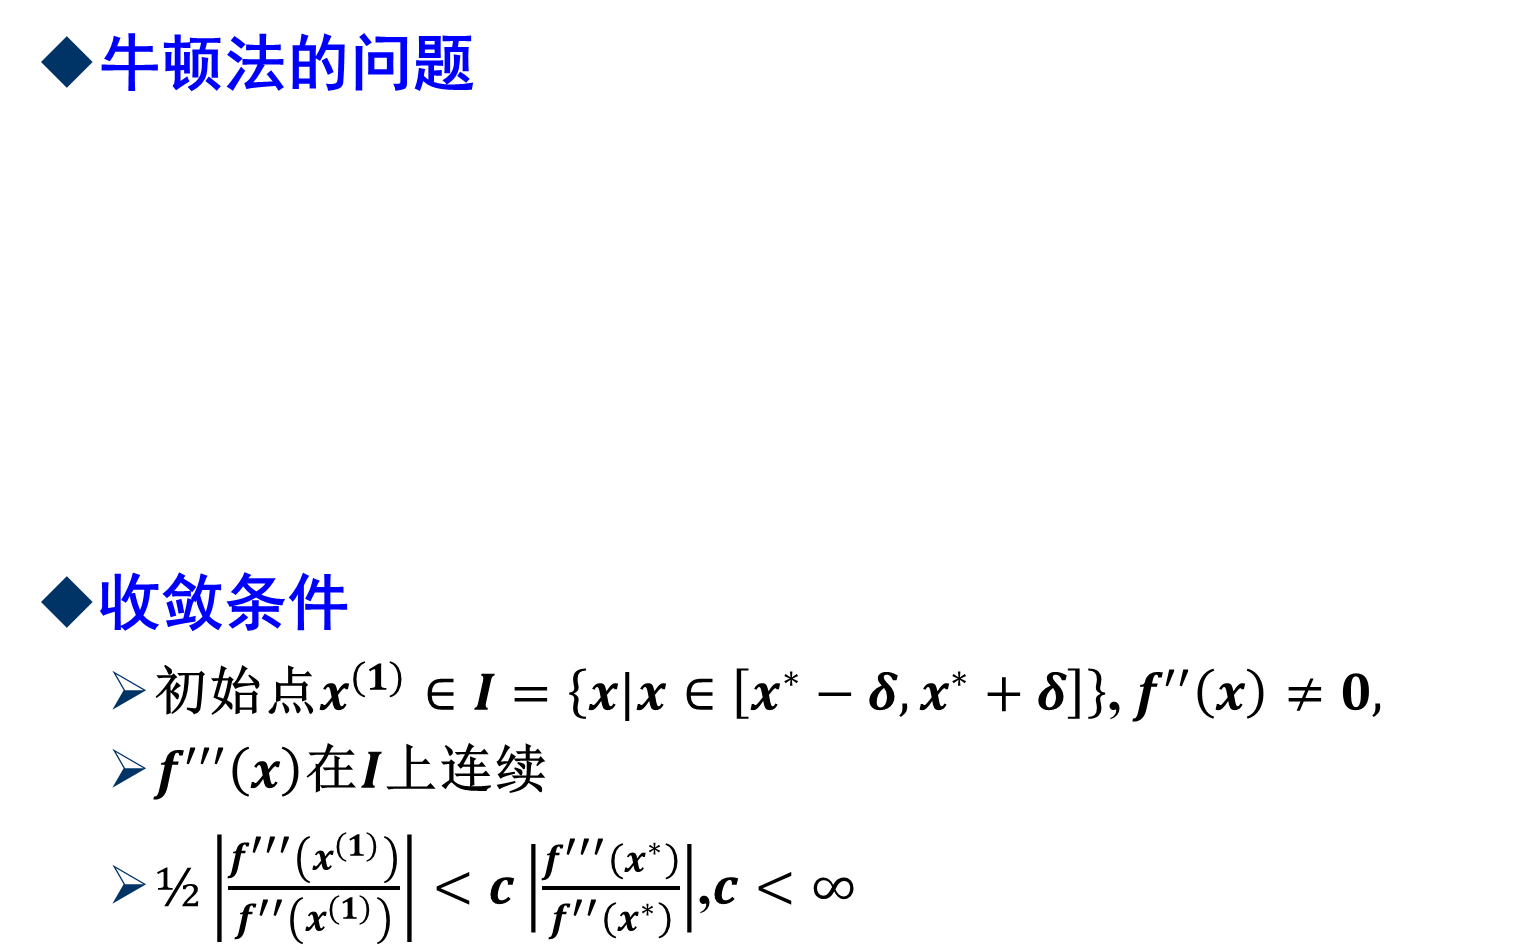 ◆牛顿法的问题
◆收敛条件
➢初始点x^(1) ∈ I = {x|x ∈ [x* − δ, x* + δ]}, f′′(x) ≠ 0,
➢f′′′(x)在I上连续
➢½ |f′′′(x^(1))/f′′(x^(1))| < c |f′′′(x*)/f′′(x*)|,c < ∞